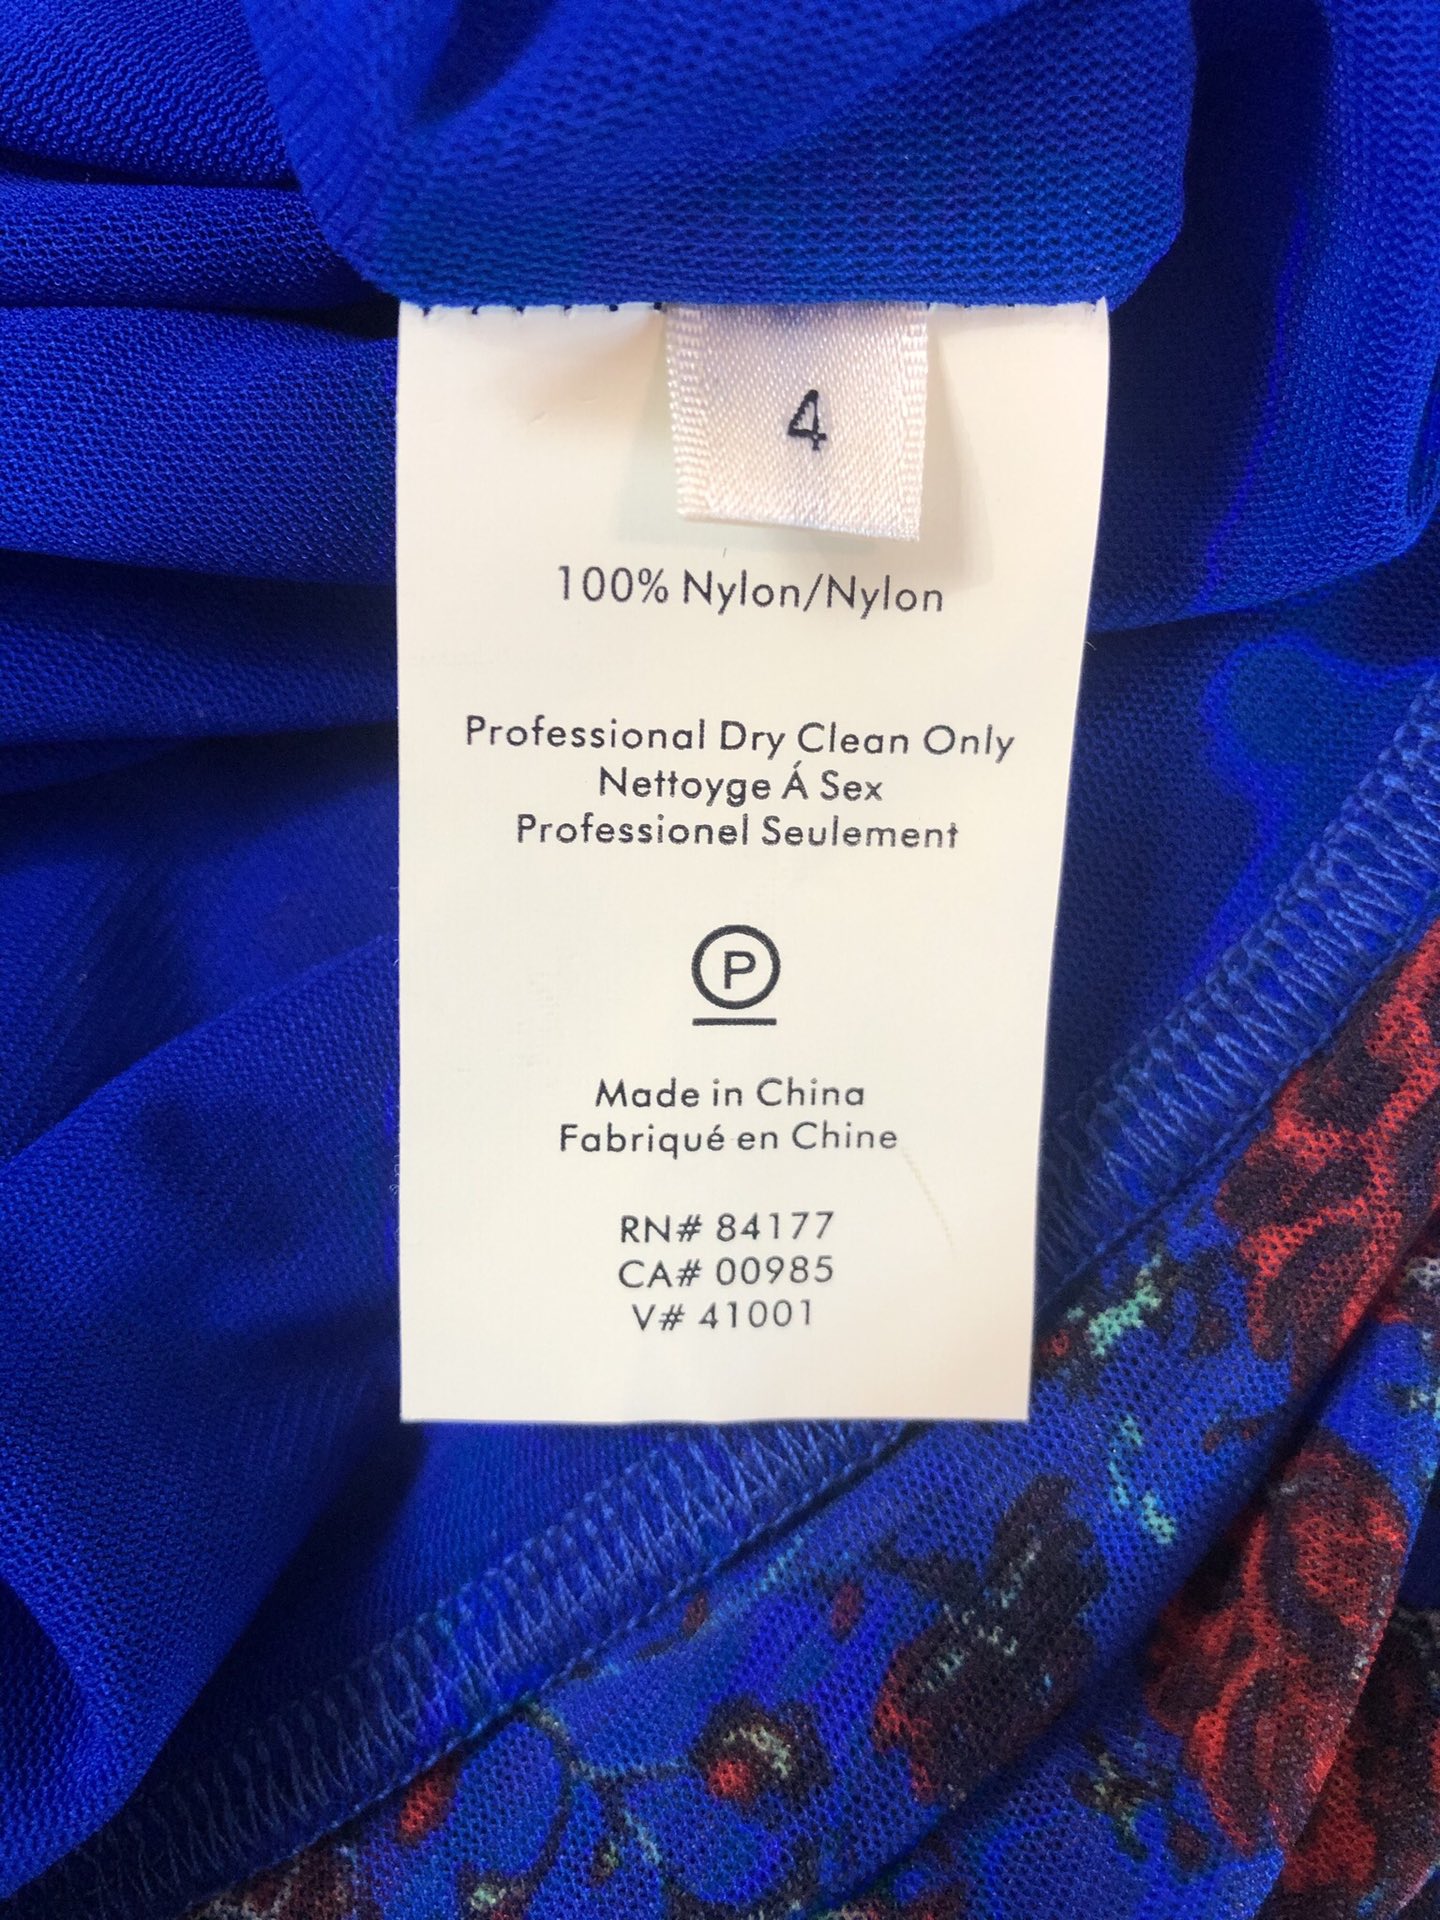 4
100% Nylon/Nylon
Professional Dry Clean Only
Nettoyge Á Sex
Professionel Seulement
P
Made in China
Fabriqué en Chine
RN# 84177
CA# 00985
V# 41001